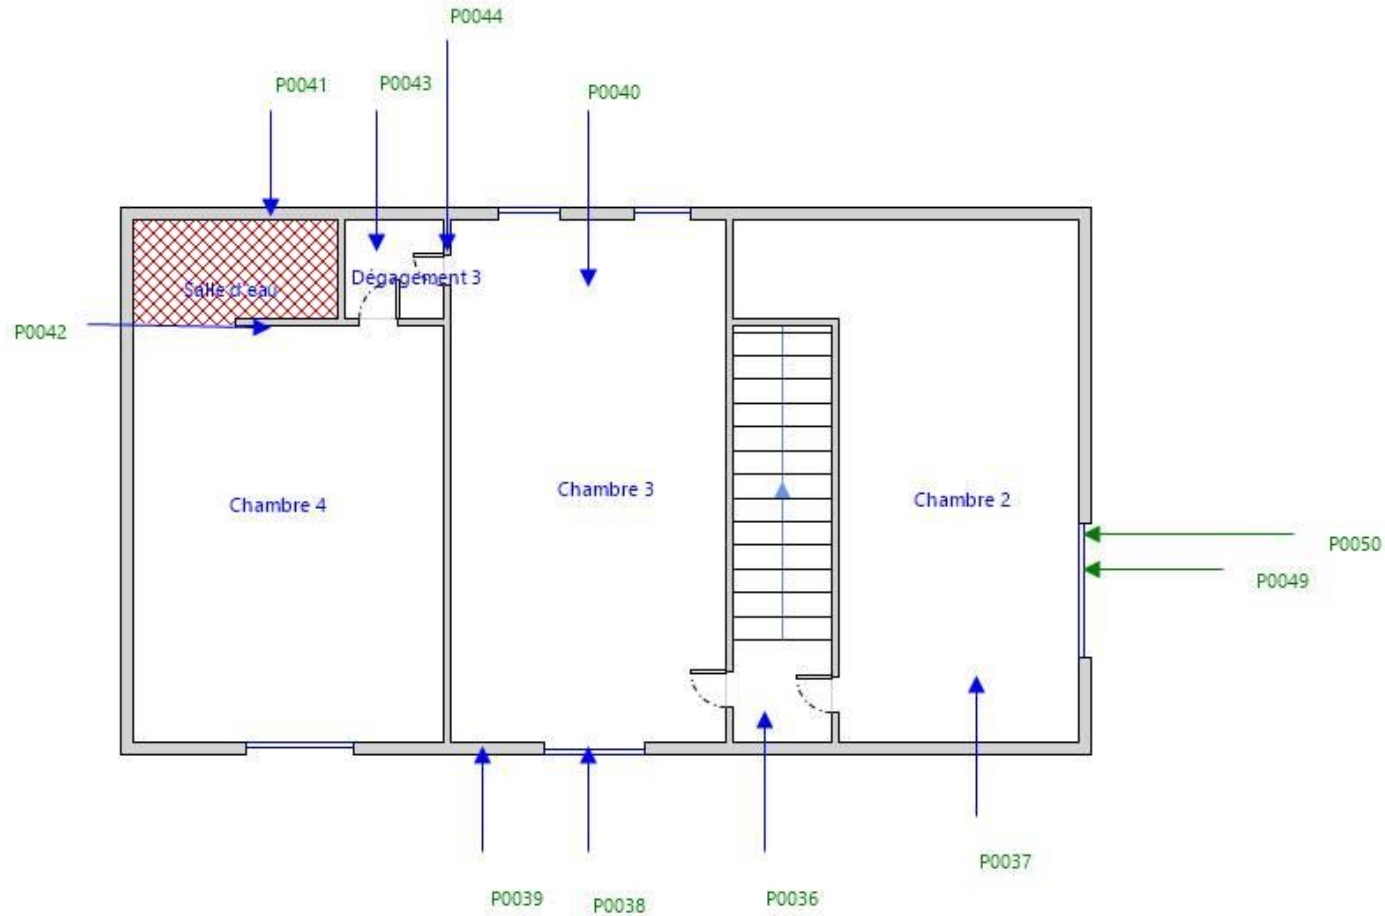 P0044
P0041
P0043
P0040
Dégagement 3
Salle d'eau
P0042
Chambre 4
Chambre 3
Chambre 2
P0050
P0049
P0037
P0039
P0038
P0036